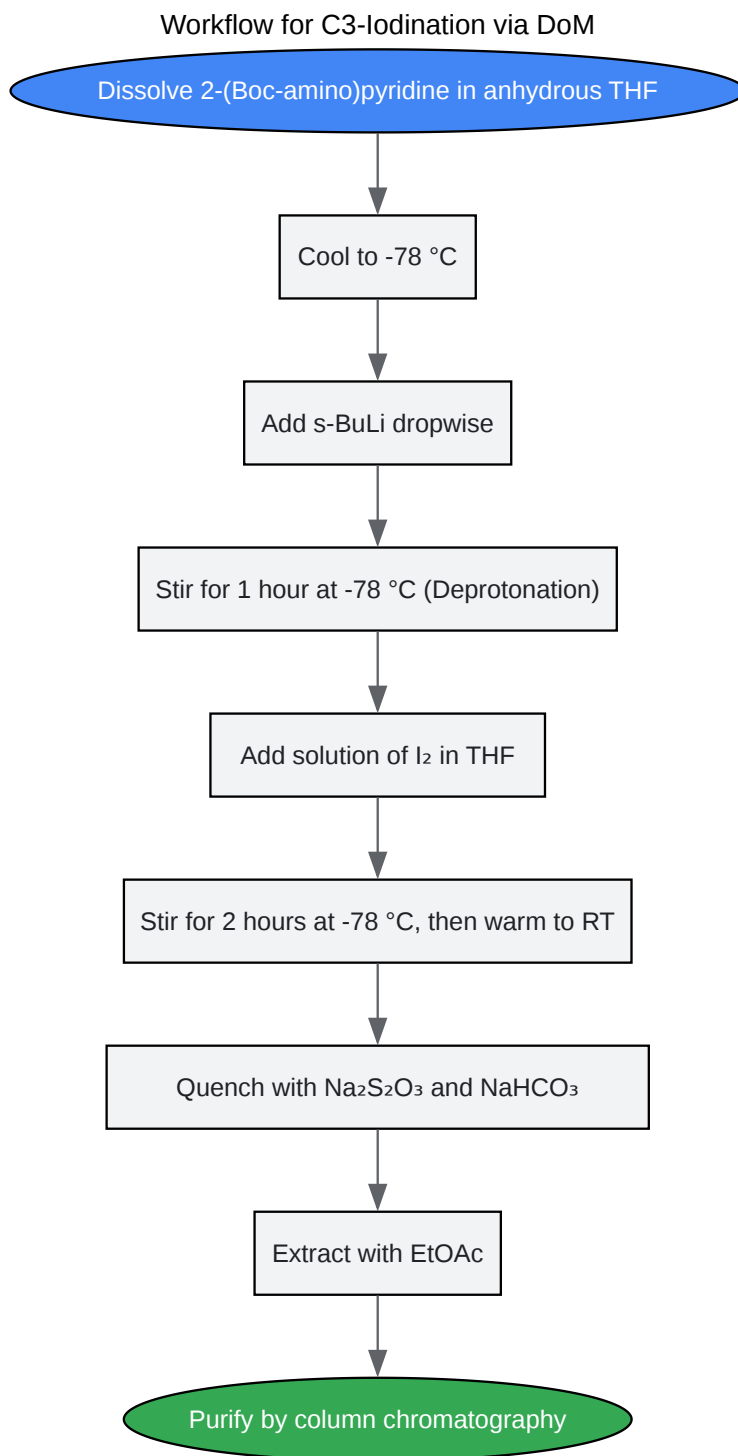 Workflow for C3-Iodination via DoM
Dissolve 2-(Boc-amino)pyridine in anhydrous THF
Cool to -78 °C
Add s-BuLi dropwise
Stir for 1 hour at -78 °C (Deprotonation)
Add solution of I₂ in THF
Stir for 2 hours at -78 °C, then warm to RT
Quench with Na₂S₂O₃ and NaHCO₃
Extract with EtOAc
Purify by column chromatography